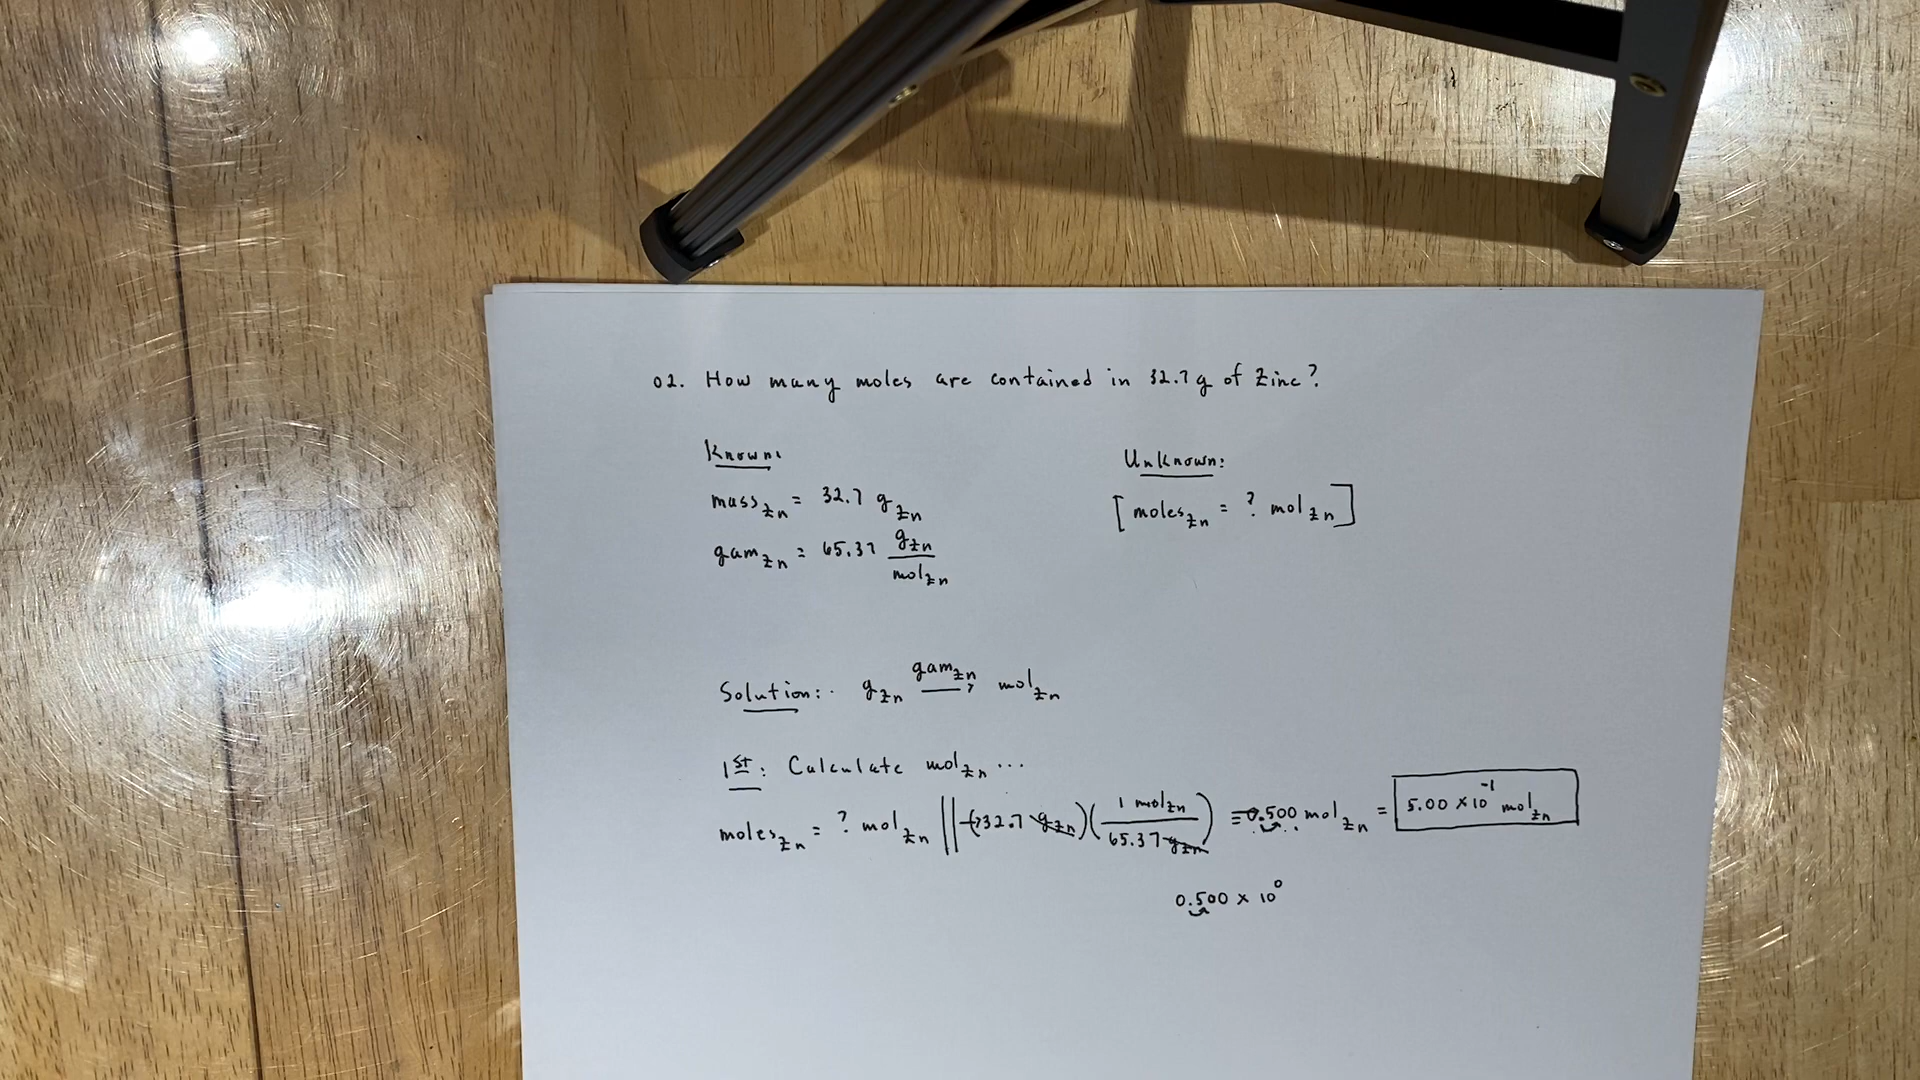 02. How many moles are contained in 32.7 g of Zinc?
Known:
Unknown:
mass Zn = 32.7 g Zn
[moles Zn = ? mol Zn]
gam Zn = 65.37 g Zn / mol Zn
Solution: g Zn gam Zn → mol Zn
1st: Calculate mol Zn ...
moles Zn = ? mol Zn || (32.7 g Zn)(1 mol Zn / 65.37 g Zn) = 0.500 mol Zn = 5.00 × 10⁻¹ mol Zn
0.500 × 10⁰